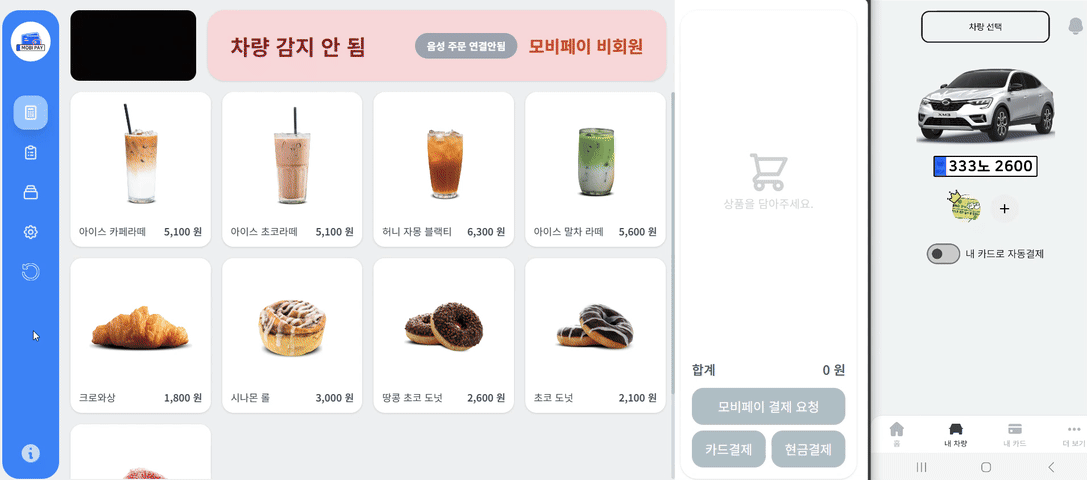 MOBI PAY
차량 감지 안 됨
음성 주문 연결안됨
모비페이 비회원
아이스 카페라떼 5,100 원
아이스 초코라떼 5,100 원
허니 자몽 블랙티 6,300 원
아이스 말차 라떼 5,600 원
크로와상 1,800 원
시나몬 롤 3,000 원
땅콩 초코 도넛 2,600 원
초코 도넛 2,100 원
상품을 담아주세요.
합계 0 원
모비페이 결제 요청
카드결제
현금결제
차량 선택
XM3
333노 2600
내 카드로 자동결제
홈
내 차량
내 카드
더 보기